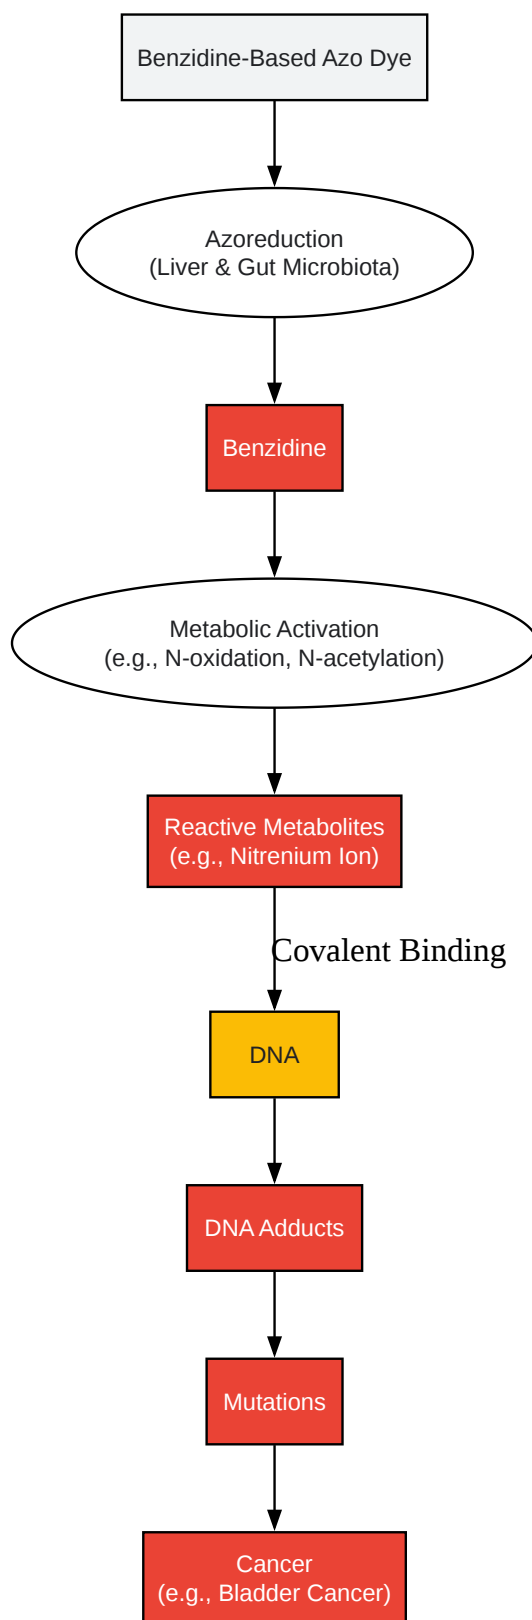 Benzidine-Based Azo Dye
Azoreduction
(Liver & Gut Microbiota)
Benzidine
Metabolic Activation
(e.g., N-oxidation, N-acetylation)
Reactive Metabolites
(e.g., Nitrenium Ion)
Covalent Binding
DNA
DNA Adducts
Mutations
Cancer
(e.g., Bladder Cancer)